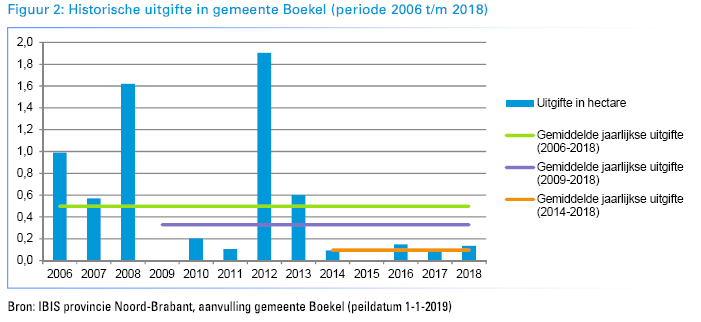 Figuur 2: Historische uitgifte in gemeente Boekel (periode 2006 t/m 2018)
2,0
1,8
1,6
1,4
1,2
1,0
0,8
0,6
0,4
0,2
0,0
2006 2007 2008 2009 2010 2011 2012 2013 2014 2015 2016 2017 2018
Uitgifte in hectare
Gemiddelde jaarlijkse uitgifte
(2006-2018)
Gemiddelde jaarlijkse uitgifte
(2009-2018)
Gemiddelde jaarlijkse uitgifte
(2014-2018)
Bron: IBIS provincie Noord-Brabant, aanvulling gemeente Boekel (peildatum 1-1-2019)